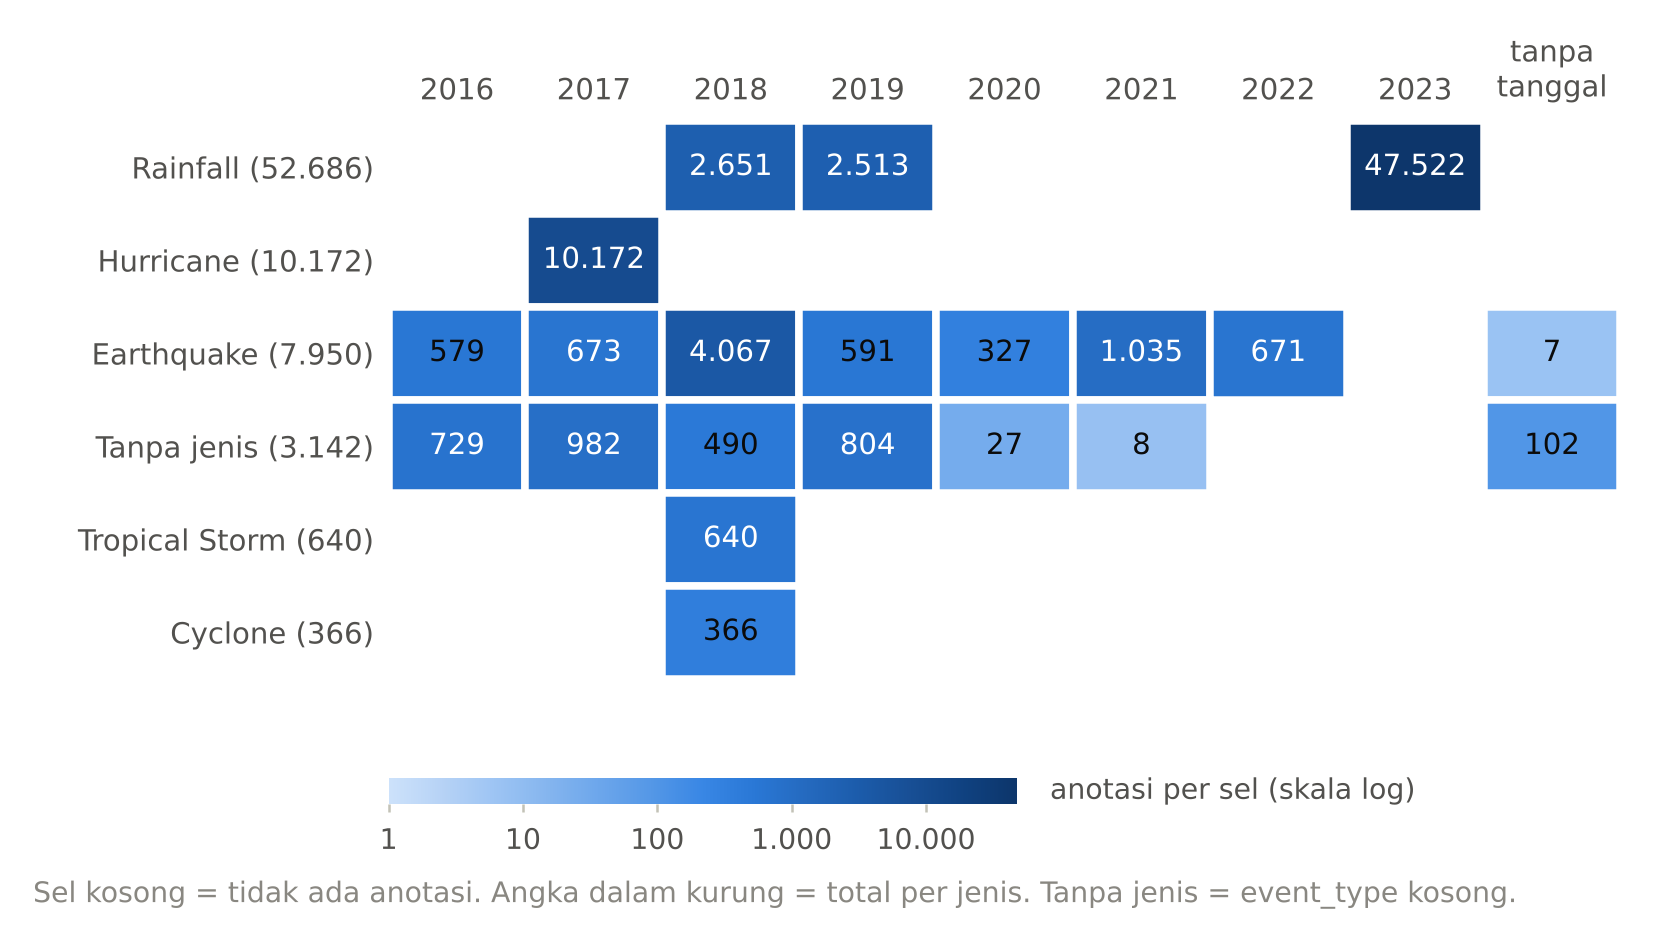 tanpa
tanggal
2016 2017 2018 2019 2020 2021 2022 2023
Rainfall (52.686) 2.651 2.513 47.522
Hurricane (10.172) 10.172
Earthquake (7.950) 579 673 4.067 591 327 1.035 671 7
Tanpa jenis (3.142) 729 982 490 804 27 8 102
Tropical Storm (640) 640
Cyclone (366) 366
anotasi per sel (skala log)
1 10 100 1.000 10.000
Sel kosong = tidak ada anotasi. Angka dalam kurung = total per jenis. Tanpa jenis = event_type kosong.